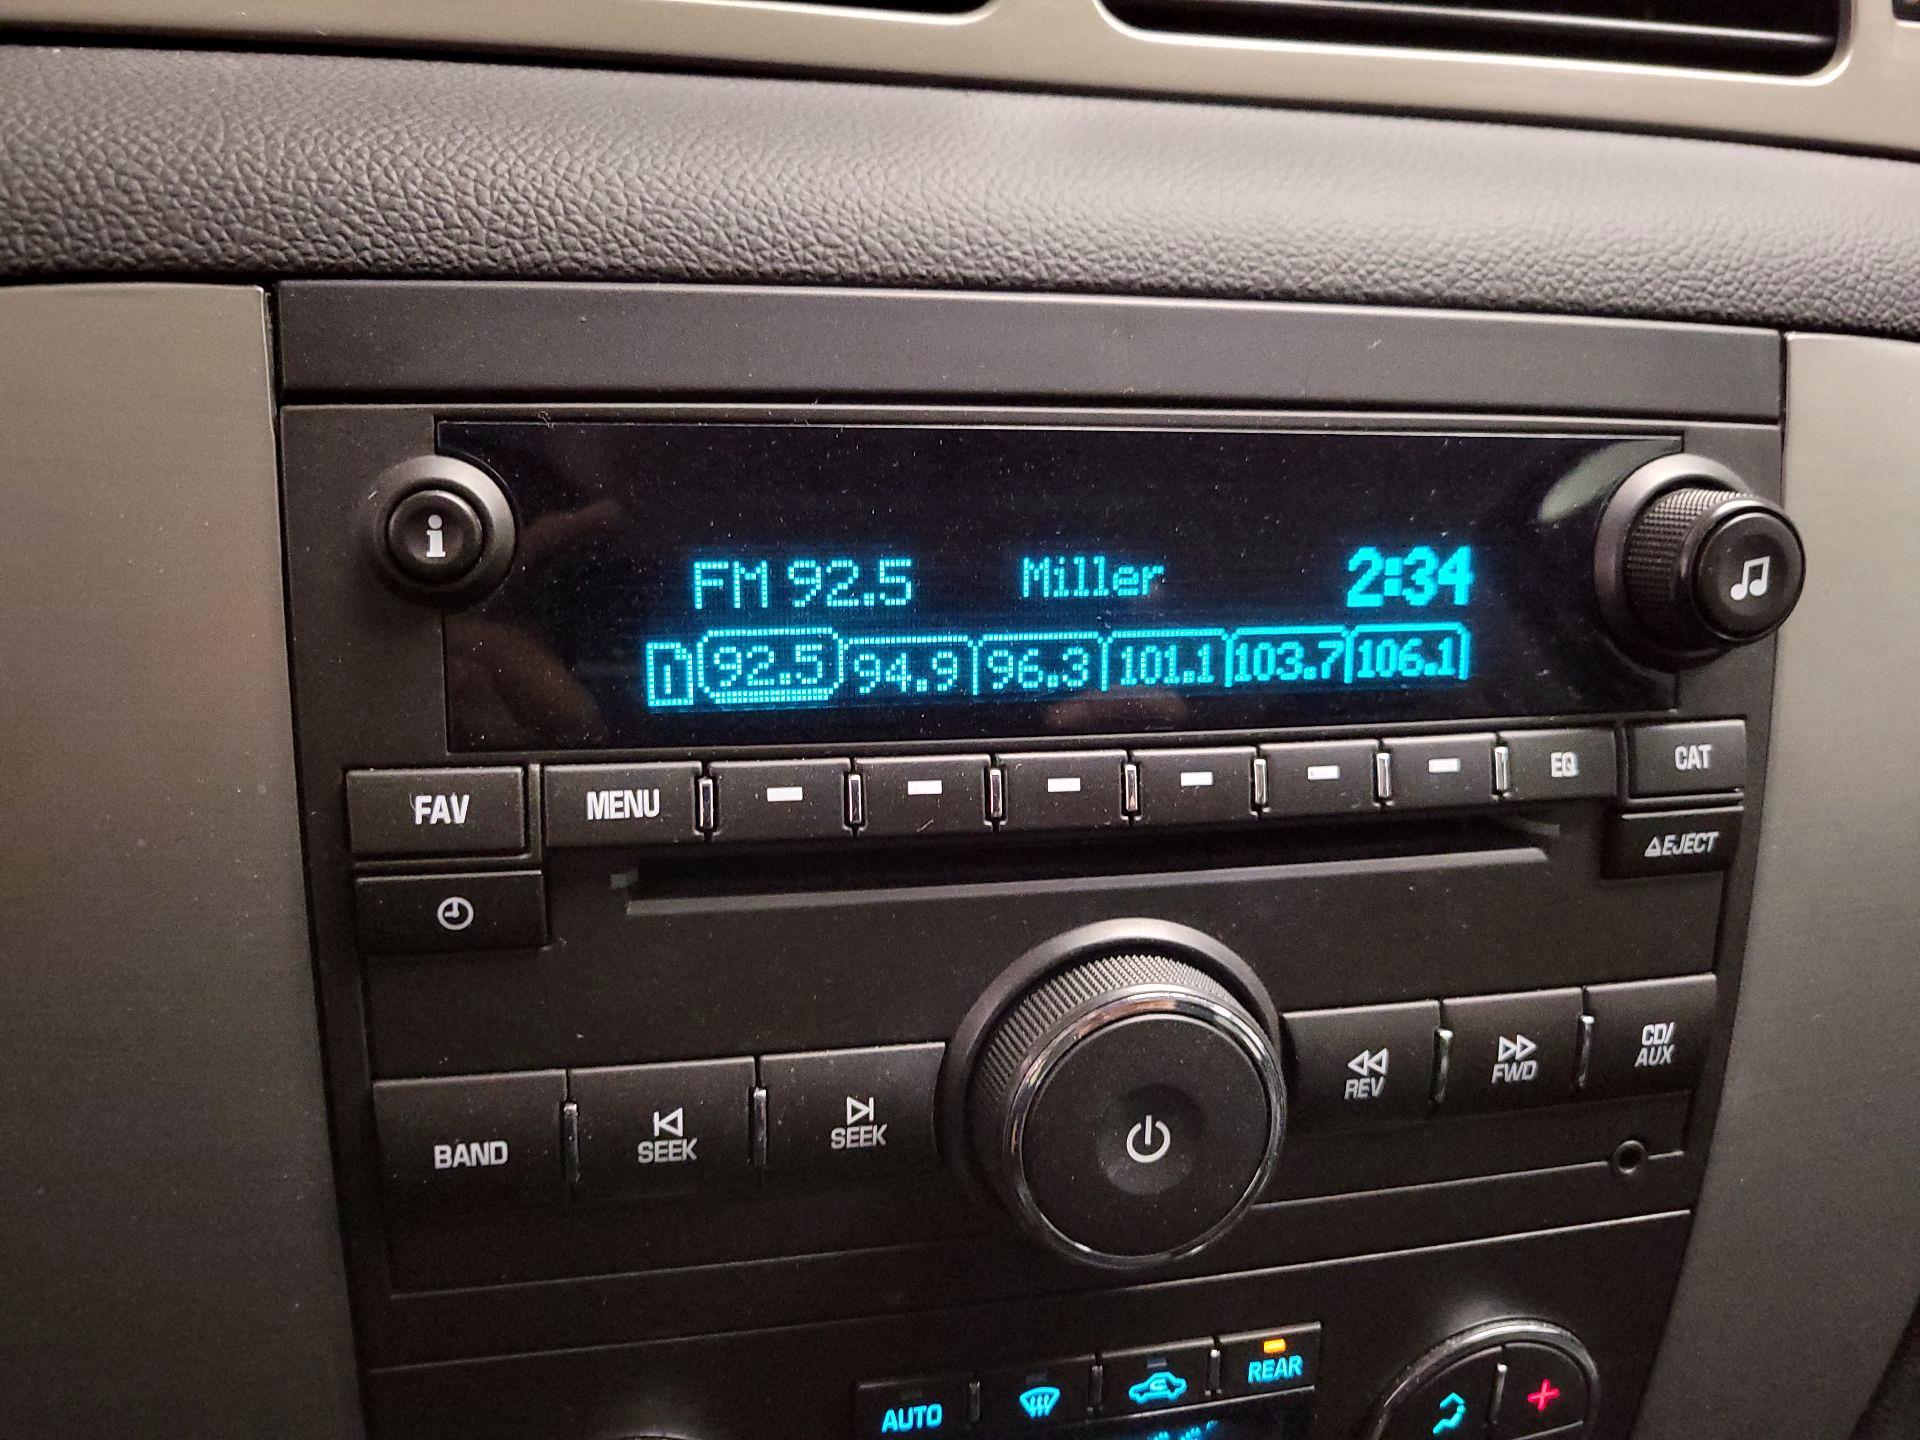 i
FM 92.5 Miller 2:34
1 92.5 94.9 96.3 101.1 103.7 106.1
FAV MENU EQ CAT
EJECT
BAND SEEK SEEK REV FWD CD/
AUX
AUTO REAR